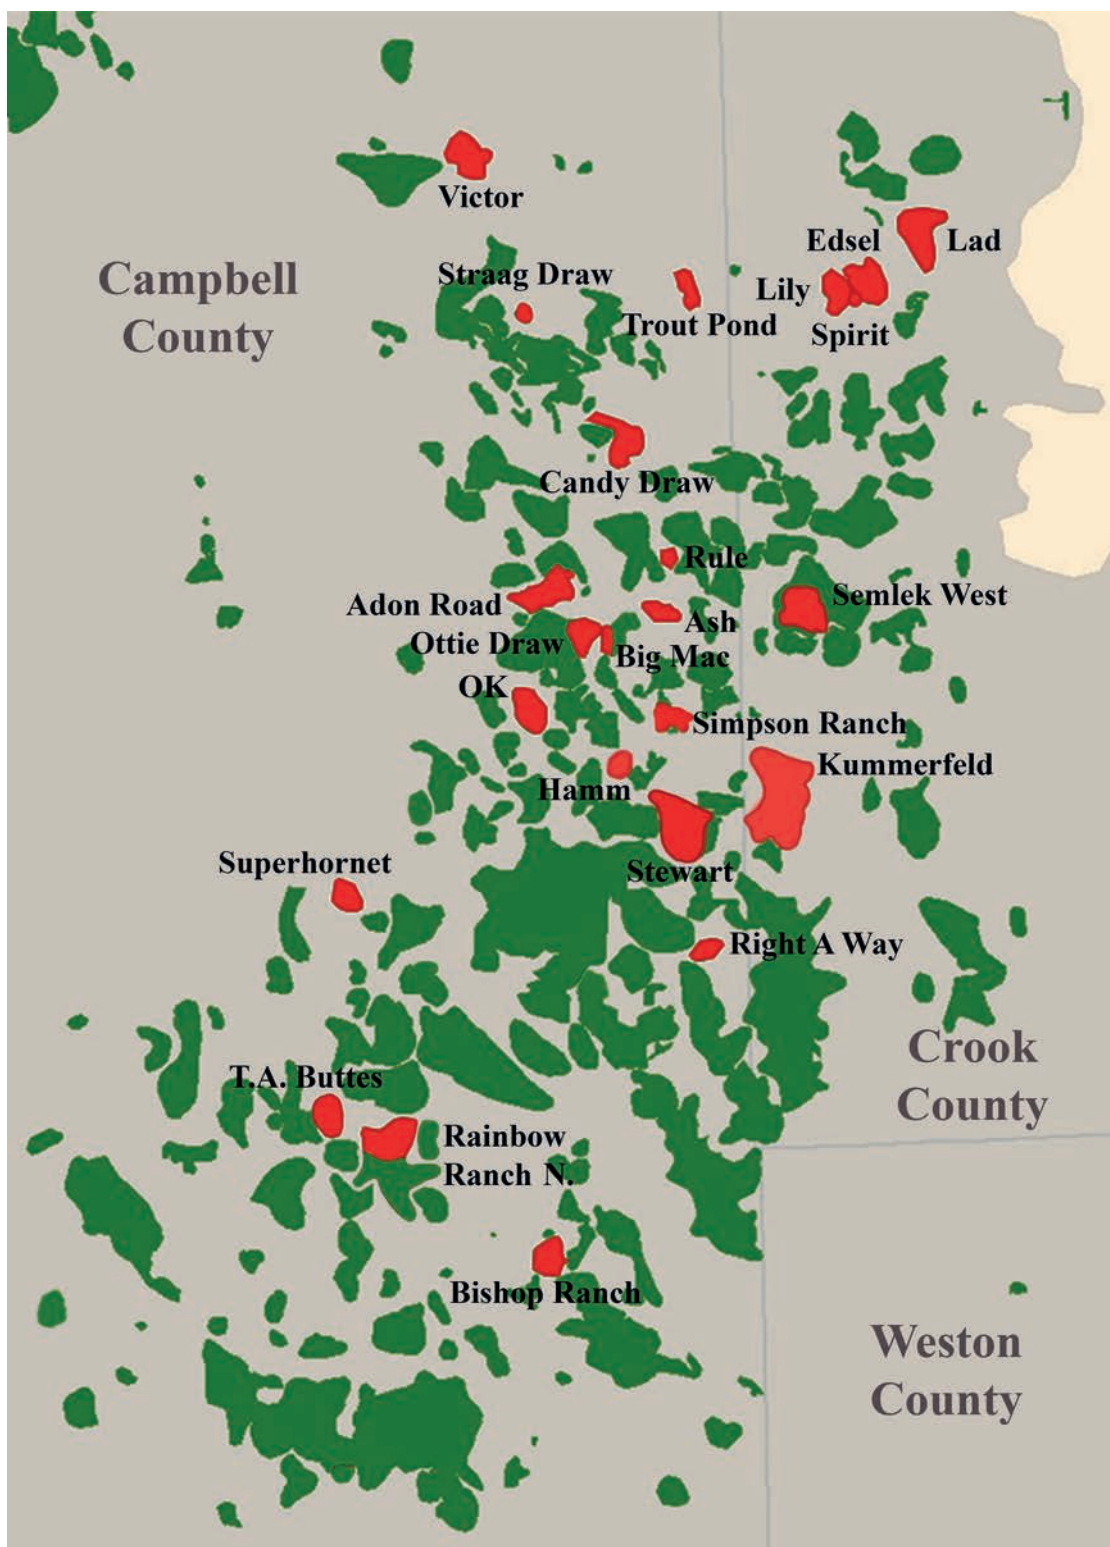 Victor
Edsel
Lad
Campbell
County
Straag Draw
Lily
Trout Pond
Spirit
Candy Draw
Rule
Adon Road
Semlek West
Ash
Ottie Draw
Big Mac
OK
Simpson Ranch
Kummerfeld
Hamm
Superhornet
Stewart
Right A Way
Crook
County
T.A. Buttes
Rainbow
Ranch N.
Bishop Ranch
Weston
County